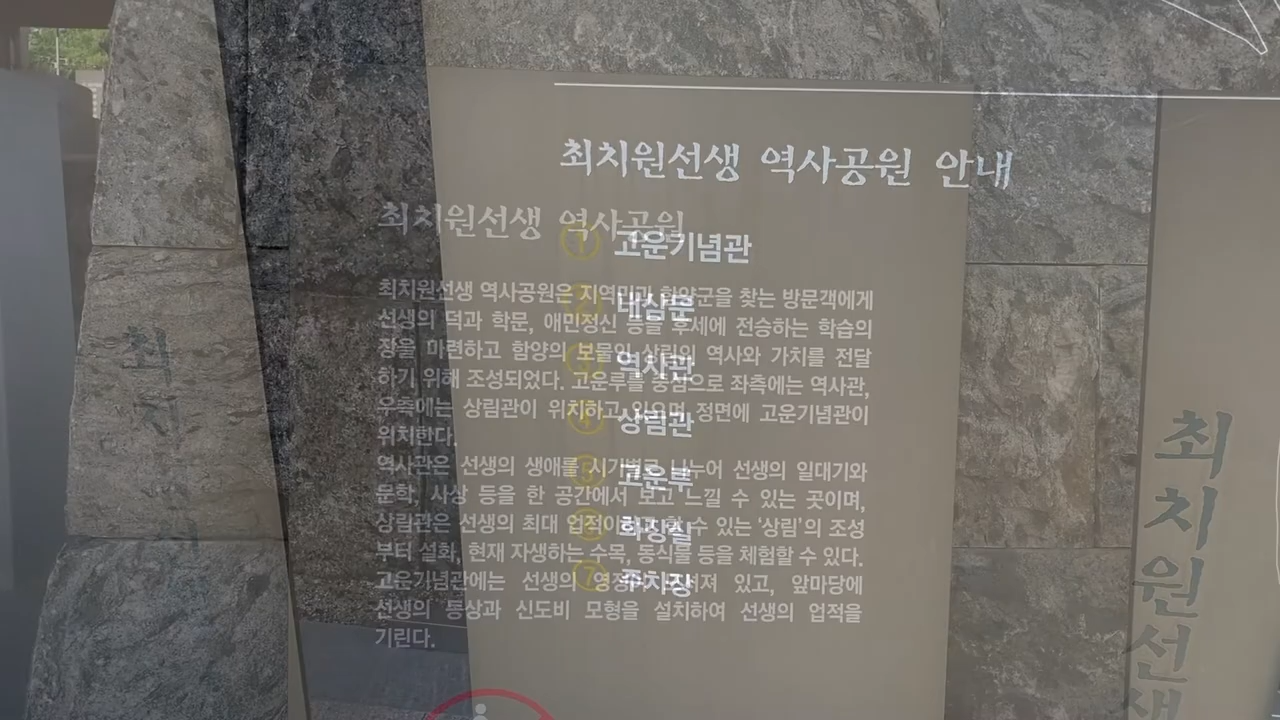 최치원선생 역사공원 안내
① 고운기념관
② 내삼문
③ 역사관
④ 상림관
⑤ 고운루
⑥ 화장실
⑦ 주차장
최치원선생 역사공원
최치원선생 역사공원은 지역민과 함양군을 찾는 방문객에게
선생의 덕과 학문, 애민정신 등을 후세에 전승하는 학습의
장을 마련하고 함양의 보물인 상림의 역사와 가치를 전달
하기 위해 조성되었다. 고운루를 중심으로 좌측에는 역사관,
우측에는 상림관이 위치하고 있으며 정면에 고운기념관이
위치한다.
역사관은 선생의 생애를 시기별로 나누어 선생의 일대기와
문학, 사상 등을 한 공간에서 보고 느낄 수 있는 곳이며,
상림관은 선생의 최대 업적이라고 할 수 있는 '상림'의 조성
부터 설화, 현재 자생하는 수목, 동식물 등을 체험할 수 있다.
고운기념관에는 선생의 영정이 모셔져 있고, 앞마당에
선생의 동상과 신도비 모형을 설치하여 선생의 업적을
기린다.
최치원선생
최치